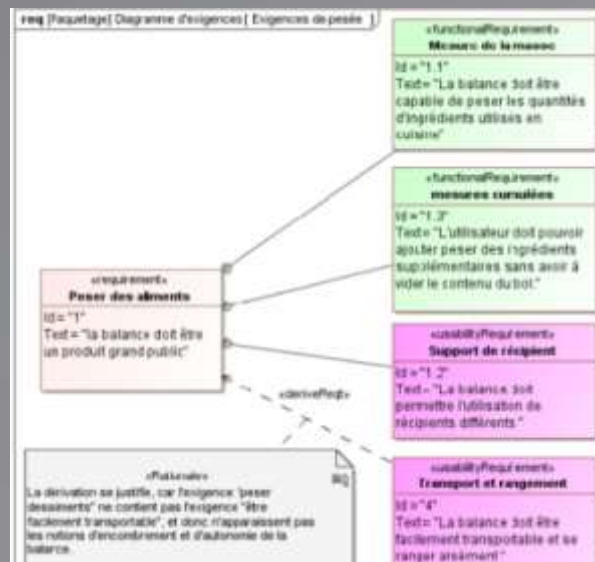 req [Paquetage] Diagramme d'exigences [ Exigences de pesée ]
«functionalRequirement»
Mesure de la masse
Id = "1.1"
Text= "La balance doit être
capable de peser les quantités
d'ingrédients utilisés en
cuisine"
«functionalRequirement»
mesures cumulées
Id = "1.3"
Text= "L'utilisateur doit pouvoir
ajouter peser des ingrédients
supplémentaires sans avoir à
vider le contenu du bol."
«requirement»
Peser des aliments
Id = "1"
Text = "la balance doit être
un produit grand public"
«usabilityRequirement»
Support de récipient
Id = "1.2"
Text= "La balance doit
permettre l'utilisation de
récipients différents."
«deriveReqt»
«Rationale»
La dérivation se justifie, car l'exigence "peser
des aliments" ne contient pas l'exigence "être
facilement transportable", et donc n'apparaissent pas
les notions d'encombrement et d'autonomie de la
balance.
«usabilityRequirement»
Transport et rangement
Id = "4"
Text= "La balance doit être
facilement transportable et se
ranger aisément"